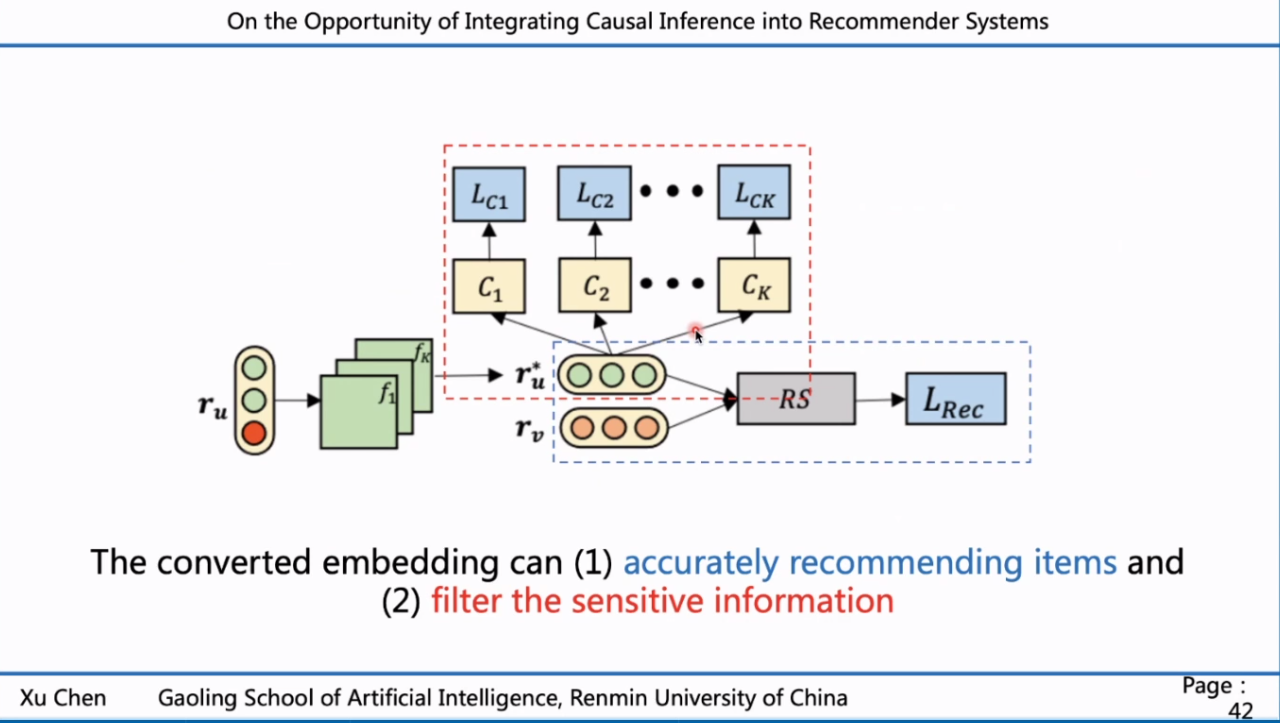 On the Opportunity of Integrating Causal Inference into Recommender Systems
L_{C1} L_{C2} ••• L_{CK}
C_1 C_2 ••• C_K
f_K
r_u^*
f_1
r_u
RS
L_{Rec}
r_v
The converted embedding can (1) accurately recommending items and
(2) filter the sensitive information
Xu Chen Gaoling School of Artificial Intelligence, Renmin University of China
Page :
42